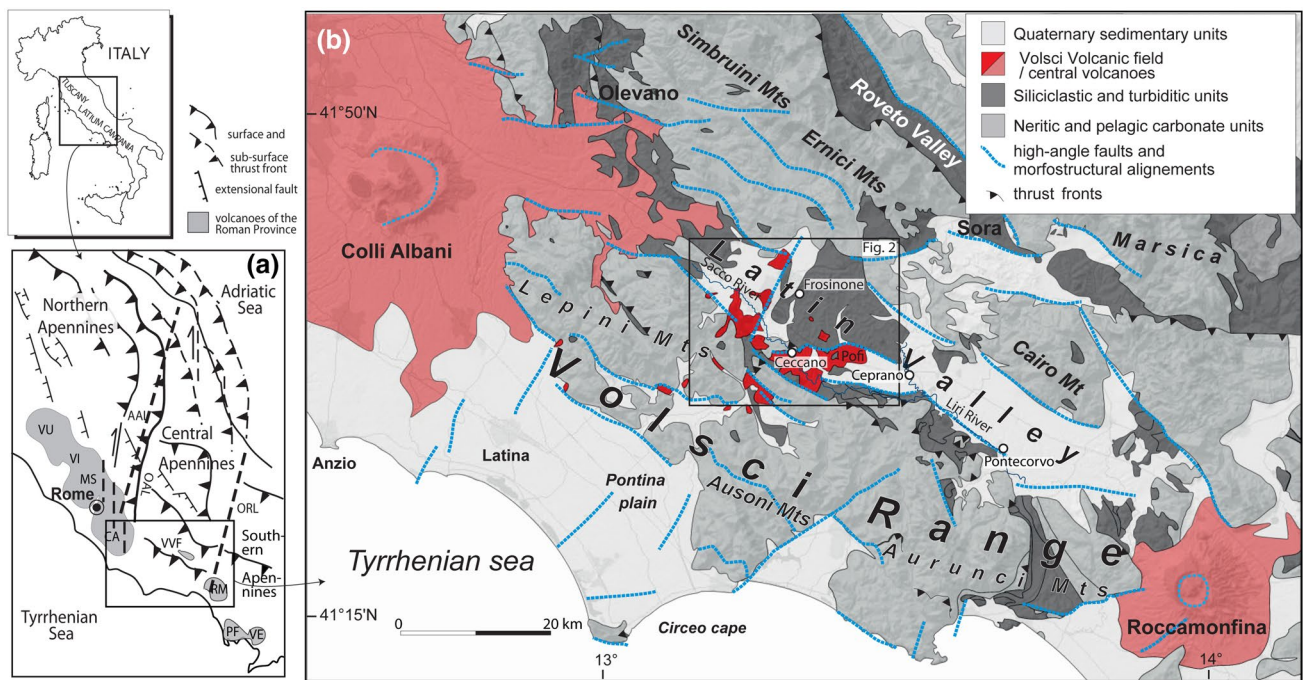 ITALY
TUSCANY
LATIUM
CAMPANIA
surface and
sub-surface
thrust front
extensional fault
volcanoes of the
Roman Province
(a)
Northern
Apennines
Adriatic
Sea
AAL
VU
VI
MS
Rome
CA
Central
Apennines
OAL
ORL
VVF
South-
ern
Apen-
nines
RM
Tyrrhenian
Sea
PF
VE
(b)
Quaternary sedimentary units
Volsci Volcanic field
/ central volcanoes
Siliciclastic and turbiditic units
Neritic and pelagic carbonate units
high-angle faults and
morfostructural alignements
thrust fronts
41°50'N
Simbruini Mts
Olevano
Roveto Valley
Ernici Mts
Colli Albani
Sora
Marsica
Fig. 2
Latin Valley
Sacco River
Frosinone
Lepini Mts
Ceccano
Pofi
Ceprano
Cairo Mt
Liri River
Pontecorvo
Volsci Range
Anzio
Latina
Pontina
plain
Ausoni Mts
Aurunci Mts
Tyrrhenian sea
41°15'N
0
20 km
Circeo cape
Roccamonfina
13°
14°